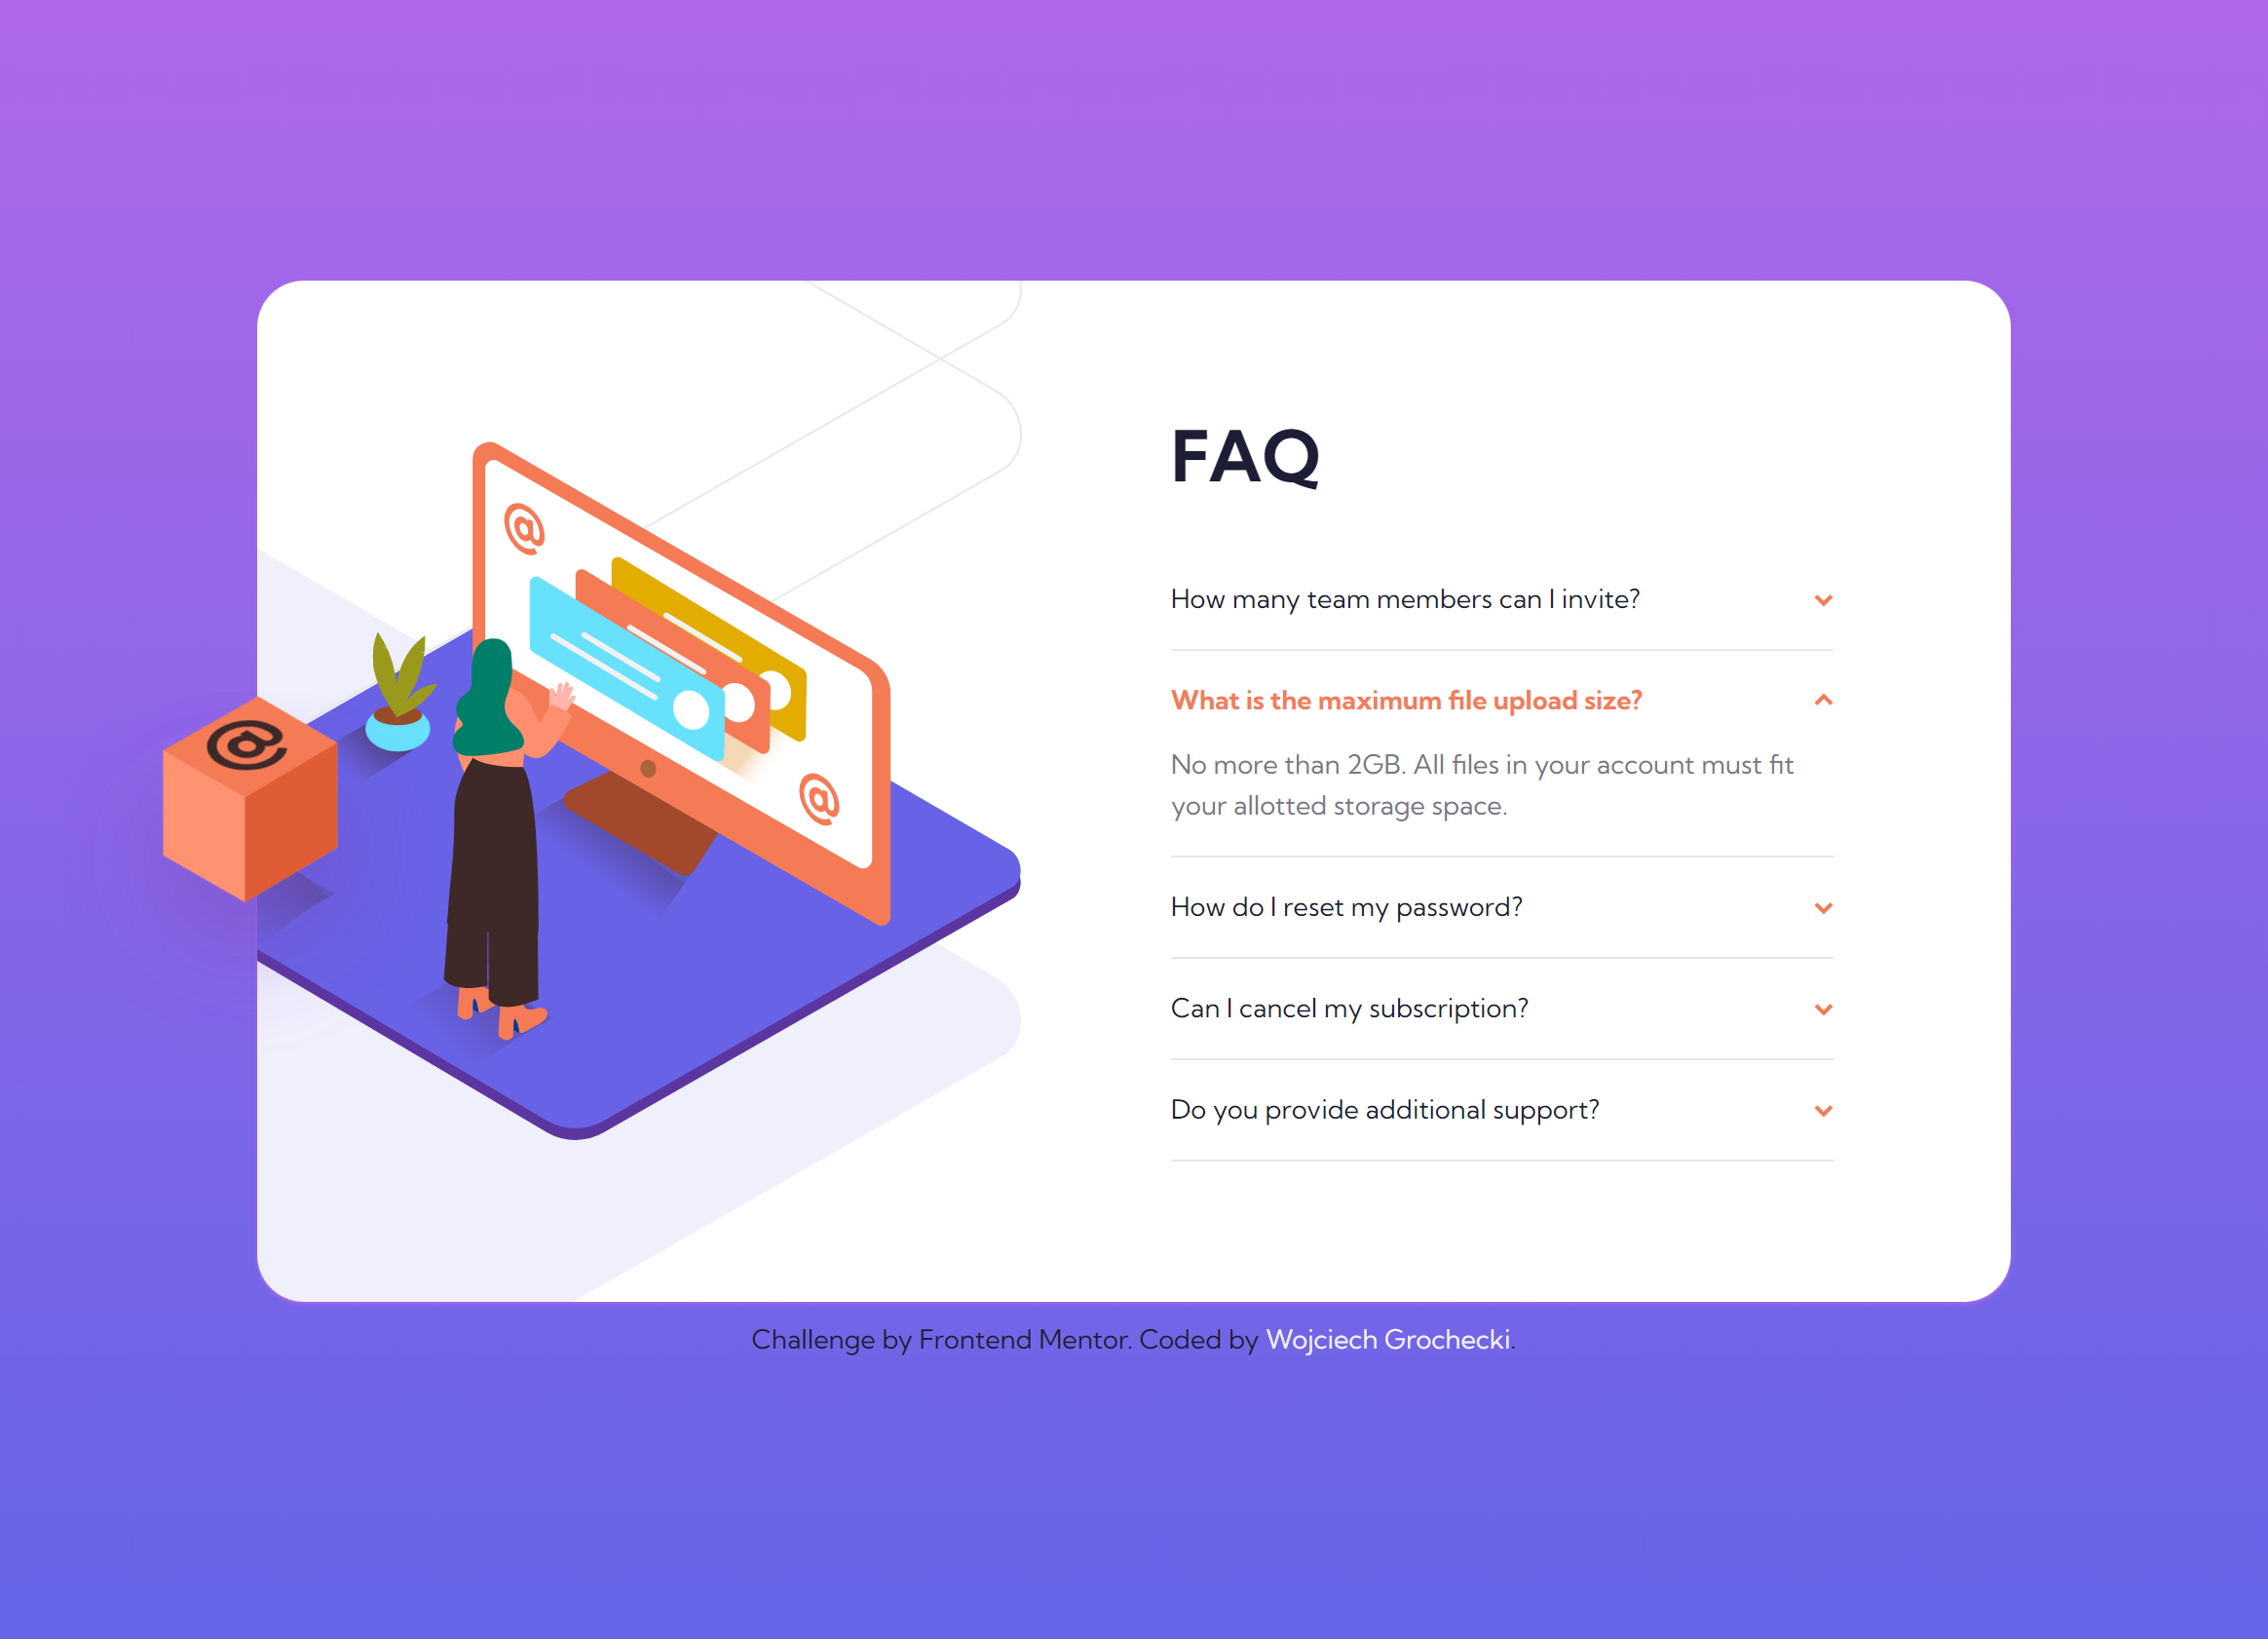 FAQ
How many team members can I invite?
What is the maximum file upload size?
No more than 2GB. All files in your account must fit
your allotted storage space.
How do I reset my password?
Can I cancel my subscription?
Do you provide additional support?
@
@
@
Challenge by Frontend Mentor. Coded by Wojciech Grochecki.